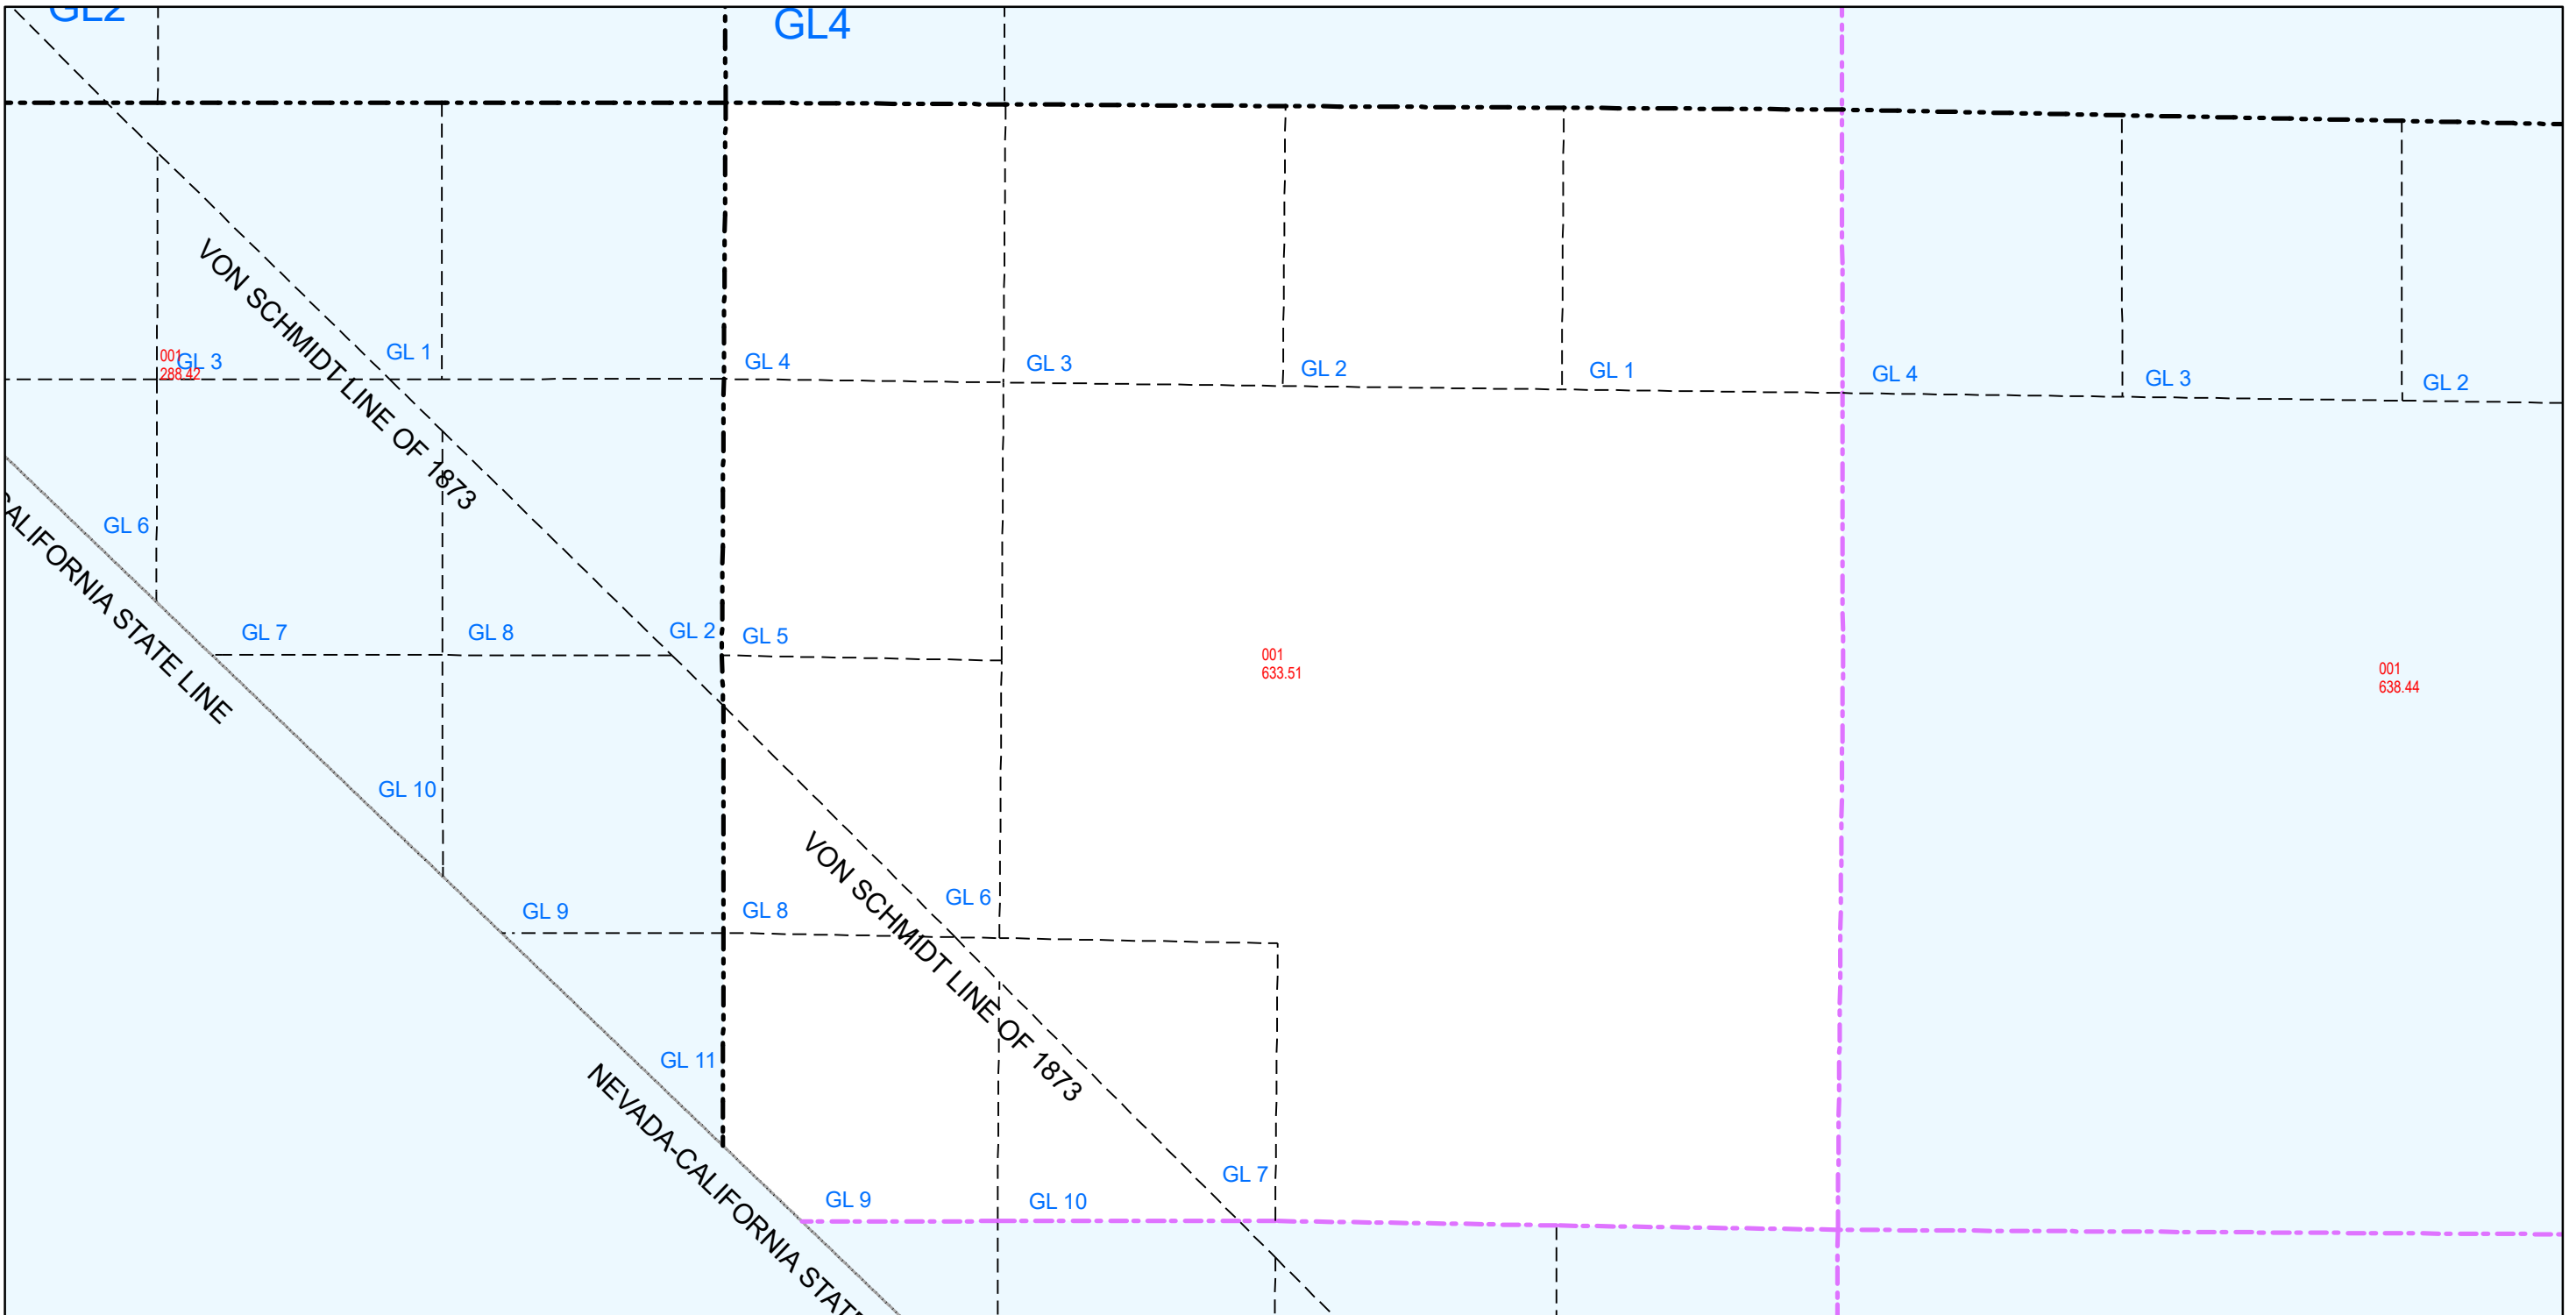 GL2
GL4
VON SCHMIDT LINE OF 1873
001
288.42
GL 3
GL 1
GL 4
GL 3
GL 2
GL 1
GL 4
GL 3
GL 2
GL 6
CALIFORNIA STATE LINE
GL 7
GL 8
GL 2
GL 5
001
633.51
001
638.44
GL 10
VON SCHMIDT LINE OF 1873
GL 6
GL 9
GL 8
GL 11
NEVADA-CALIFORNIA STATE
GL 7
GL 9
GL 10